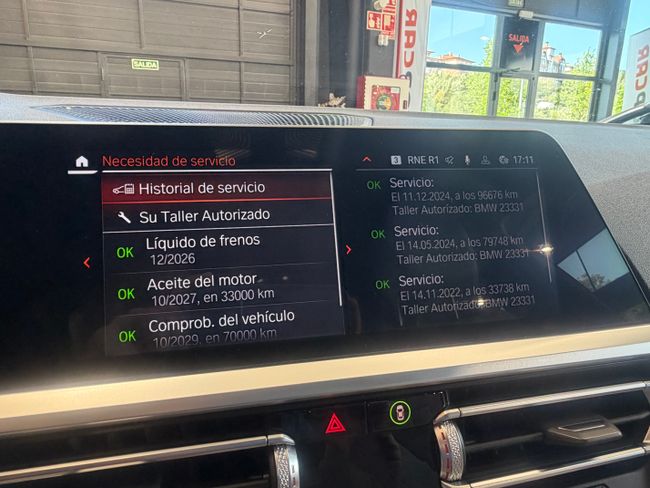 SALIDA
SALIDA
PCAR
PCAR
Necesidad de servicio
3 RNE R1 17:11
Historial de servicio
Su Taller Autorizado
OK Líquido de frenos
12/2026
OK Aceite del motor
10/2027, en 33000 km
OK Comprob. del vehículo
10/2029, en 70000 km
OK Servicio:
El 11.12.2024, a los 96676 km
Taller Autorizado: BMW 23331
OK Servicio:
El 14.05.2024, a los 79748 km
Taller Autorizado: BMW 23331
OK Servicio:
El 14.11.2022, a los 33738 km
Taller Autorizado: BMW 23331